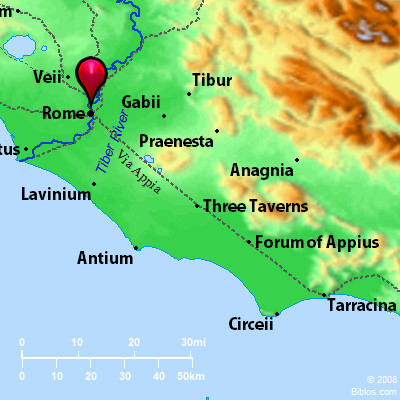 m
Veii
Tibur
Gabii
Rome
Praenesta
tus
Tiber River
Via Appia
Anagnia
Lavinium
Three Taverns
Forum of Appius
Antium
Tarracina
Circeii
0 10 20 30mi
0 10 20 30 40 50km
© 2008
Biblos.com